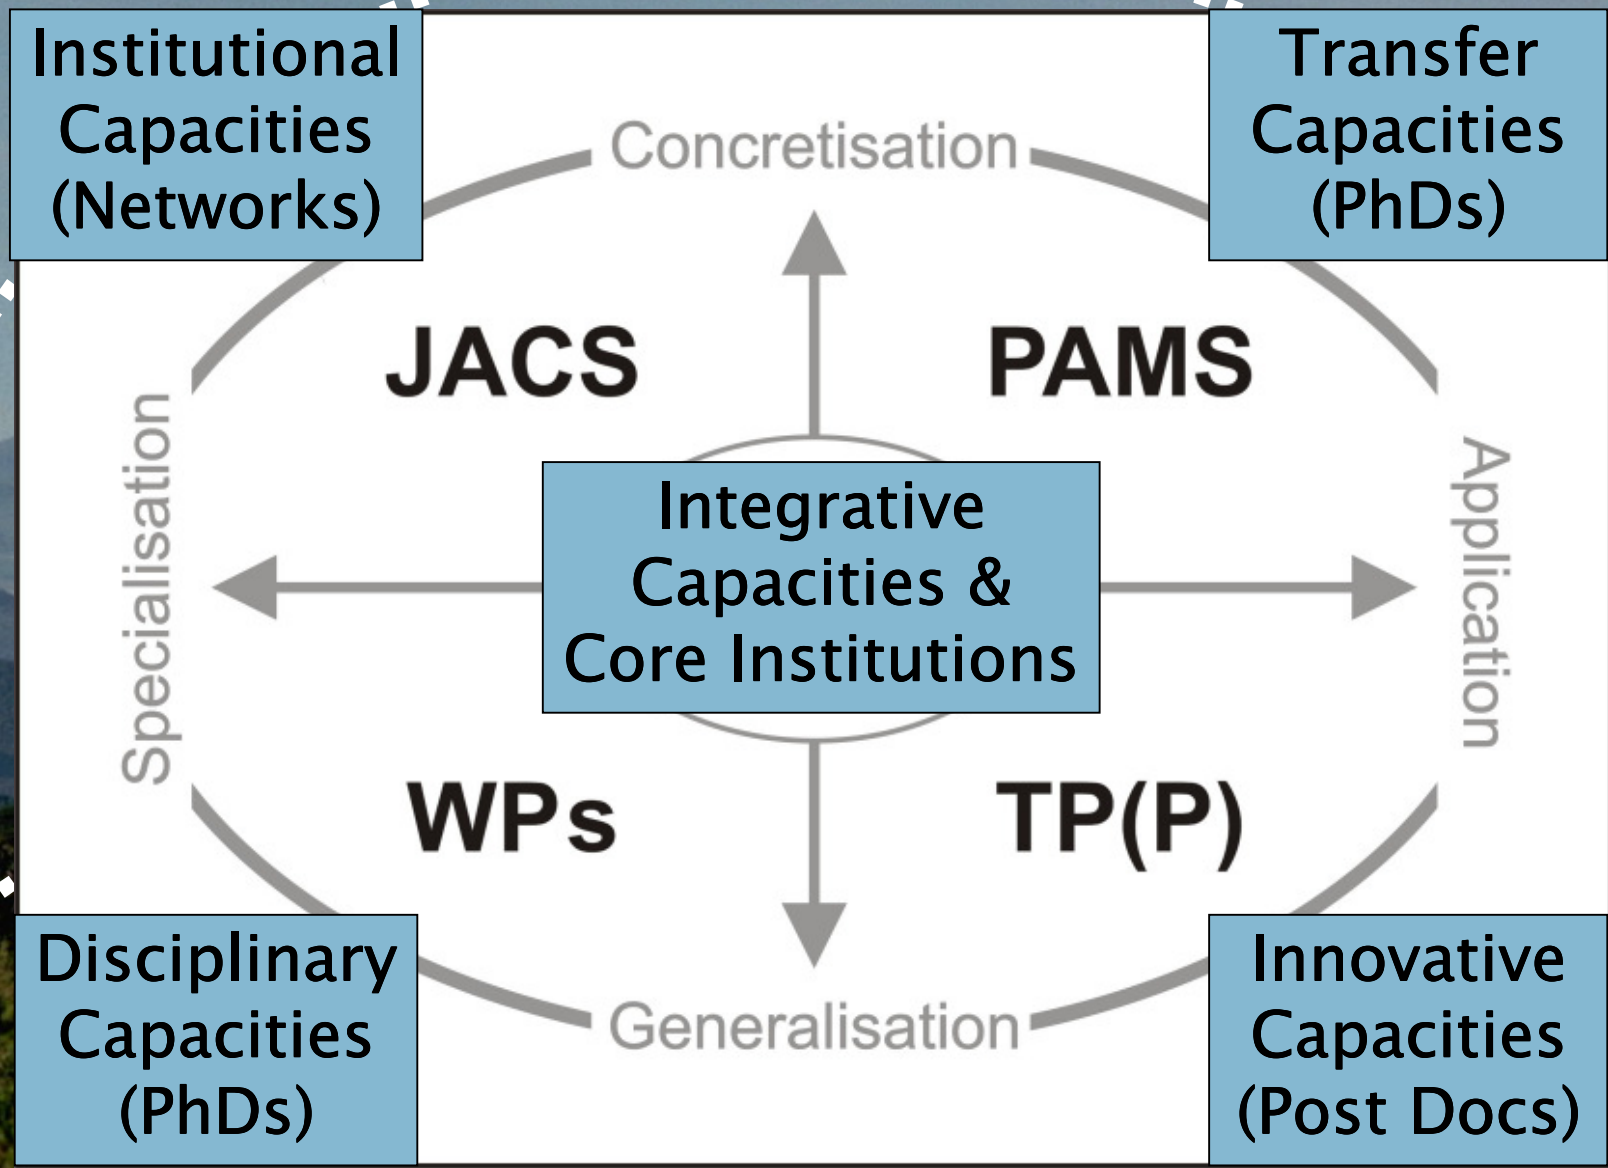 Institutional
Capacities
(Networks)
Transfer
Capacities
(PhDs)
Concretisation
JACS
PAMS
Specialisation
Integrative
Capacities &
Core Institutions
Application
WPs
TP(P)
Disciplinary
Capacities
(PhDs)
Generalisation
Innovative
Capacities
(Post Docs)